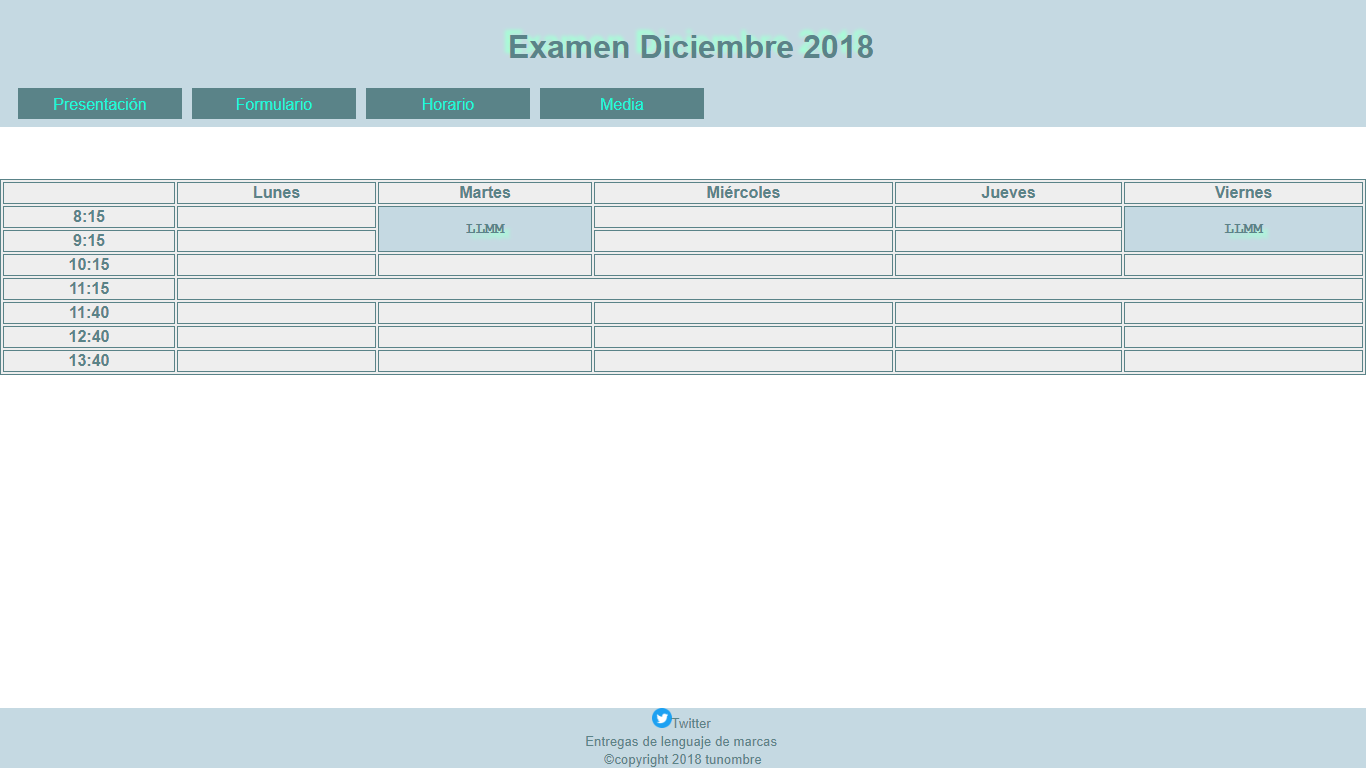 Examen Diciembre 2018
Presentación Formulario Horario Media
Lunes Martes Miércoles Jueves Viernes
8:15 LLMM LLMM
9:15
10:15
11:15
11:40
12:40
13:40
Twitter
Entregas de lenguaje de marcas
©copyright 2018 tunombre